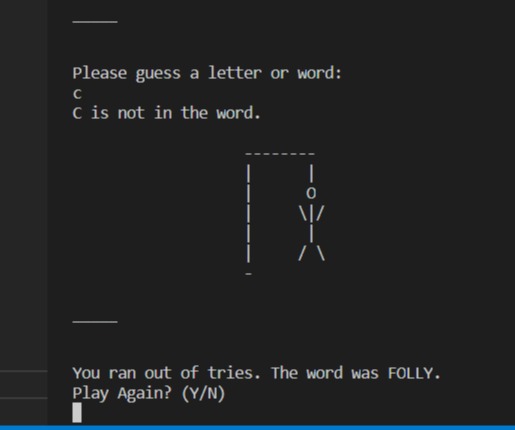 _____
Please guess a letter or word:
c
C is not in the word.
--------
|      |
|      O
|     \|/
|      |
|     / \
-
_____
You ran out of tries. The word was FOLLY.
Play Again? (Y/N)